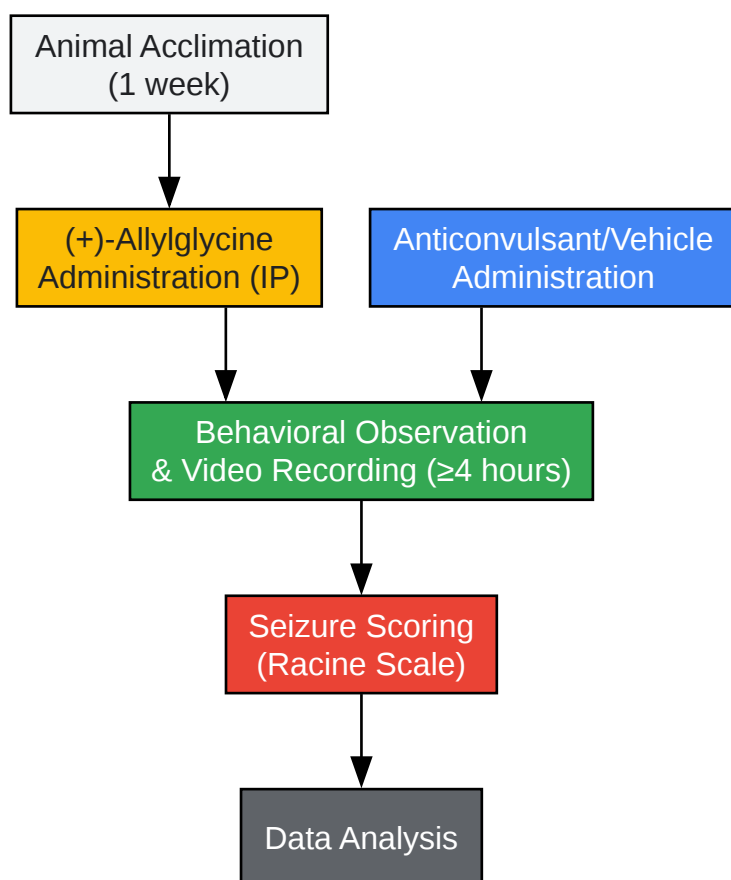 Animal Acclimation
(1 week)
(+)-Allylglycine
Administration (IP)
Anticonvulsant/Vehicle
Administration
Behavioral Observation
& Video Recording (≥4 hours)
Seizure Scoring
(Racine Scale)
Data Analysis